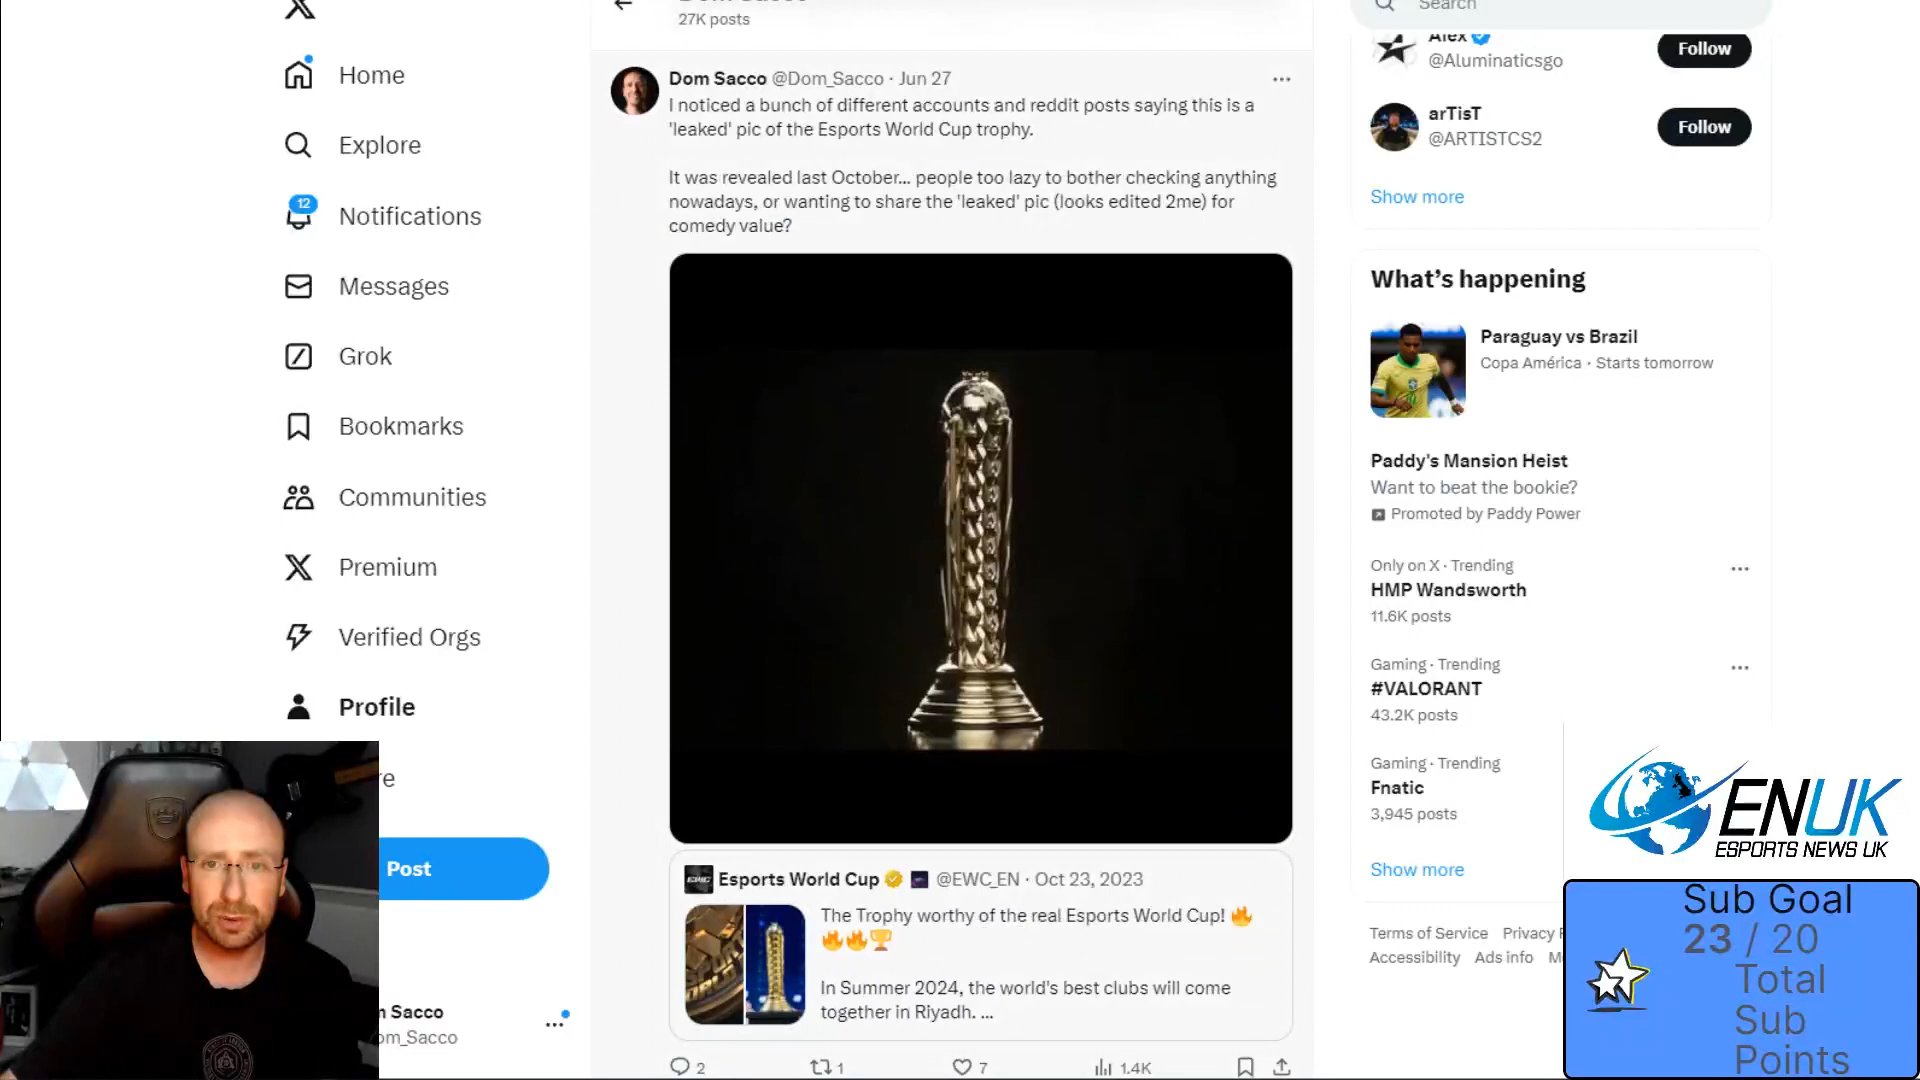 27K posts
Home
Explore
12
Notifications
Messages
Grok
Bookmarks
Communities
Premium
Verified Orgs
Profile
re
Post
n Sacco
om_Sacco
Dom Sacco @Dom_Sacco · Jun 27
I noticed a bunch of different accounts and reddit posts saying this is a
'leaked' pic of the Esports World Cup trophy.
It was revealed last October... people too lazy to bother checking anything
nowadays, or wanting to share the 'leaked' pic (looks edited 2me) for
comedy value?
EWC
Esports World Cup @EWC_EN · Oct 23, 2023
The Trophy worthy of the real Esports World Cup! 🔥
🔥🔥🏆
In Summer 2024, the world's best clubs will come
together in Riyadh. ...
2
1
7
1.4K
Search
Alex
@Aluminaticsgo
Follow
arTisT
@ARTISTCS2
Follow
Show more
What's happening
Paraguay vs Brazil
Copa América · Starts tomorrow
Paddy's Mansion Heist
Want to beat the bookie?
Promoted by Paddy Power
Only on X · Trending
HMP Wandsworth
11.6K posts
Gaming · Trending
#VALORANT
43.2K posts
Gaming · Trending
Fnatic
3,945 posts
Show more
Terms of Service Privacy
Accessibility Ads info
ENUK
ESPORTS NEWS UK
Sub Goal
23 / 20
Total
Sub
Points